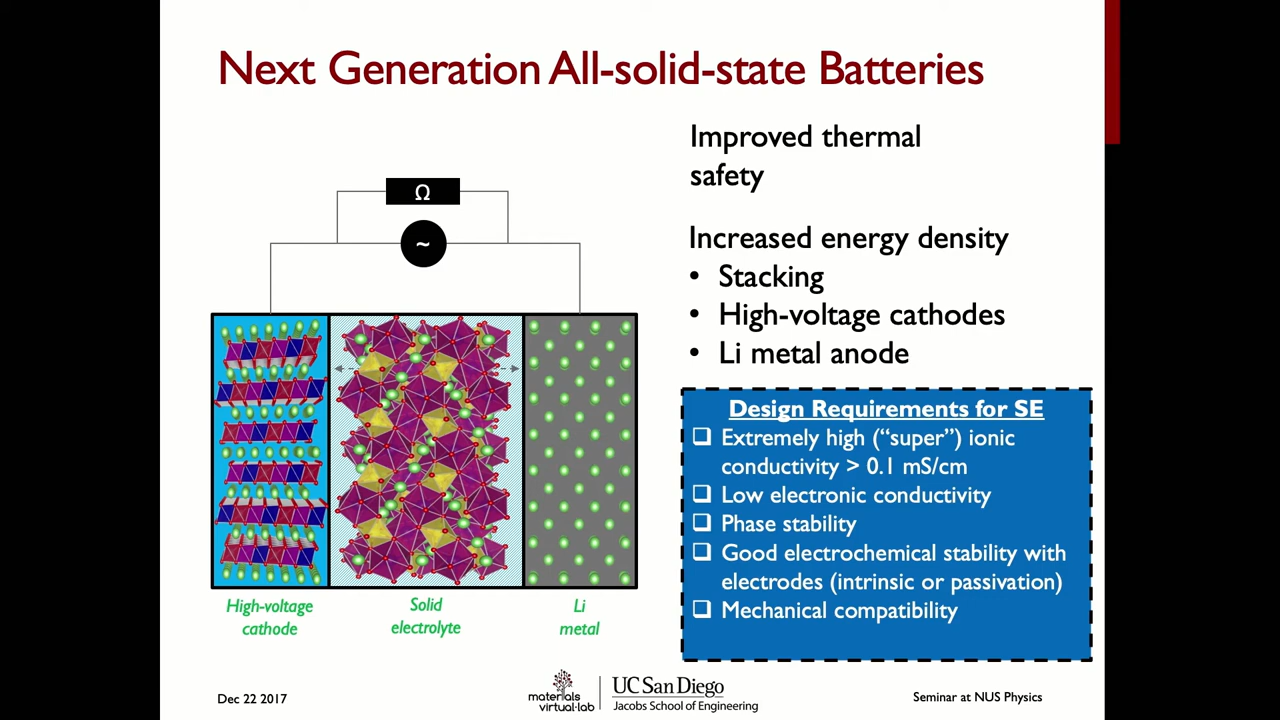 Next Generation All-solid-state Batteries
Improved thermal
safety
Ω
~
Increased energy density
• Stacking
• High-voltage cathodes
• Li metal anode
Design Requirements for SE
❑ Extremely high (“super”) ionic
conductivity > 0.1 mS/cm
❑ Low electronic conductivity
❑ Phase stability
❑ Good electrochemical stability with
electrodes (intrinsic or passivation)
❑ Mechanical compatibility
High-voltage
cathode
Solid
electrolyte
Li
metal
Dec 22 2017
materials
virtual·lab
UC San Diego
Jacobs School of Engineering
Seminar at NUS Physics